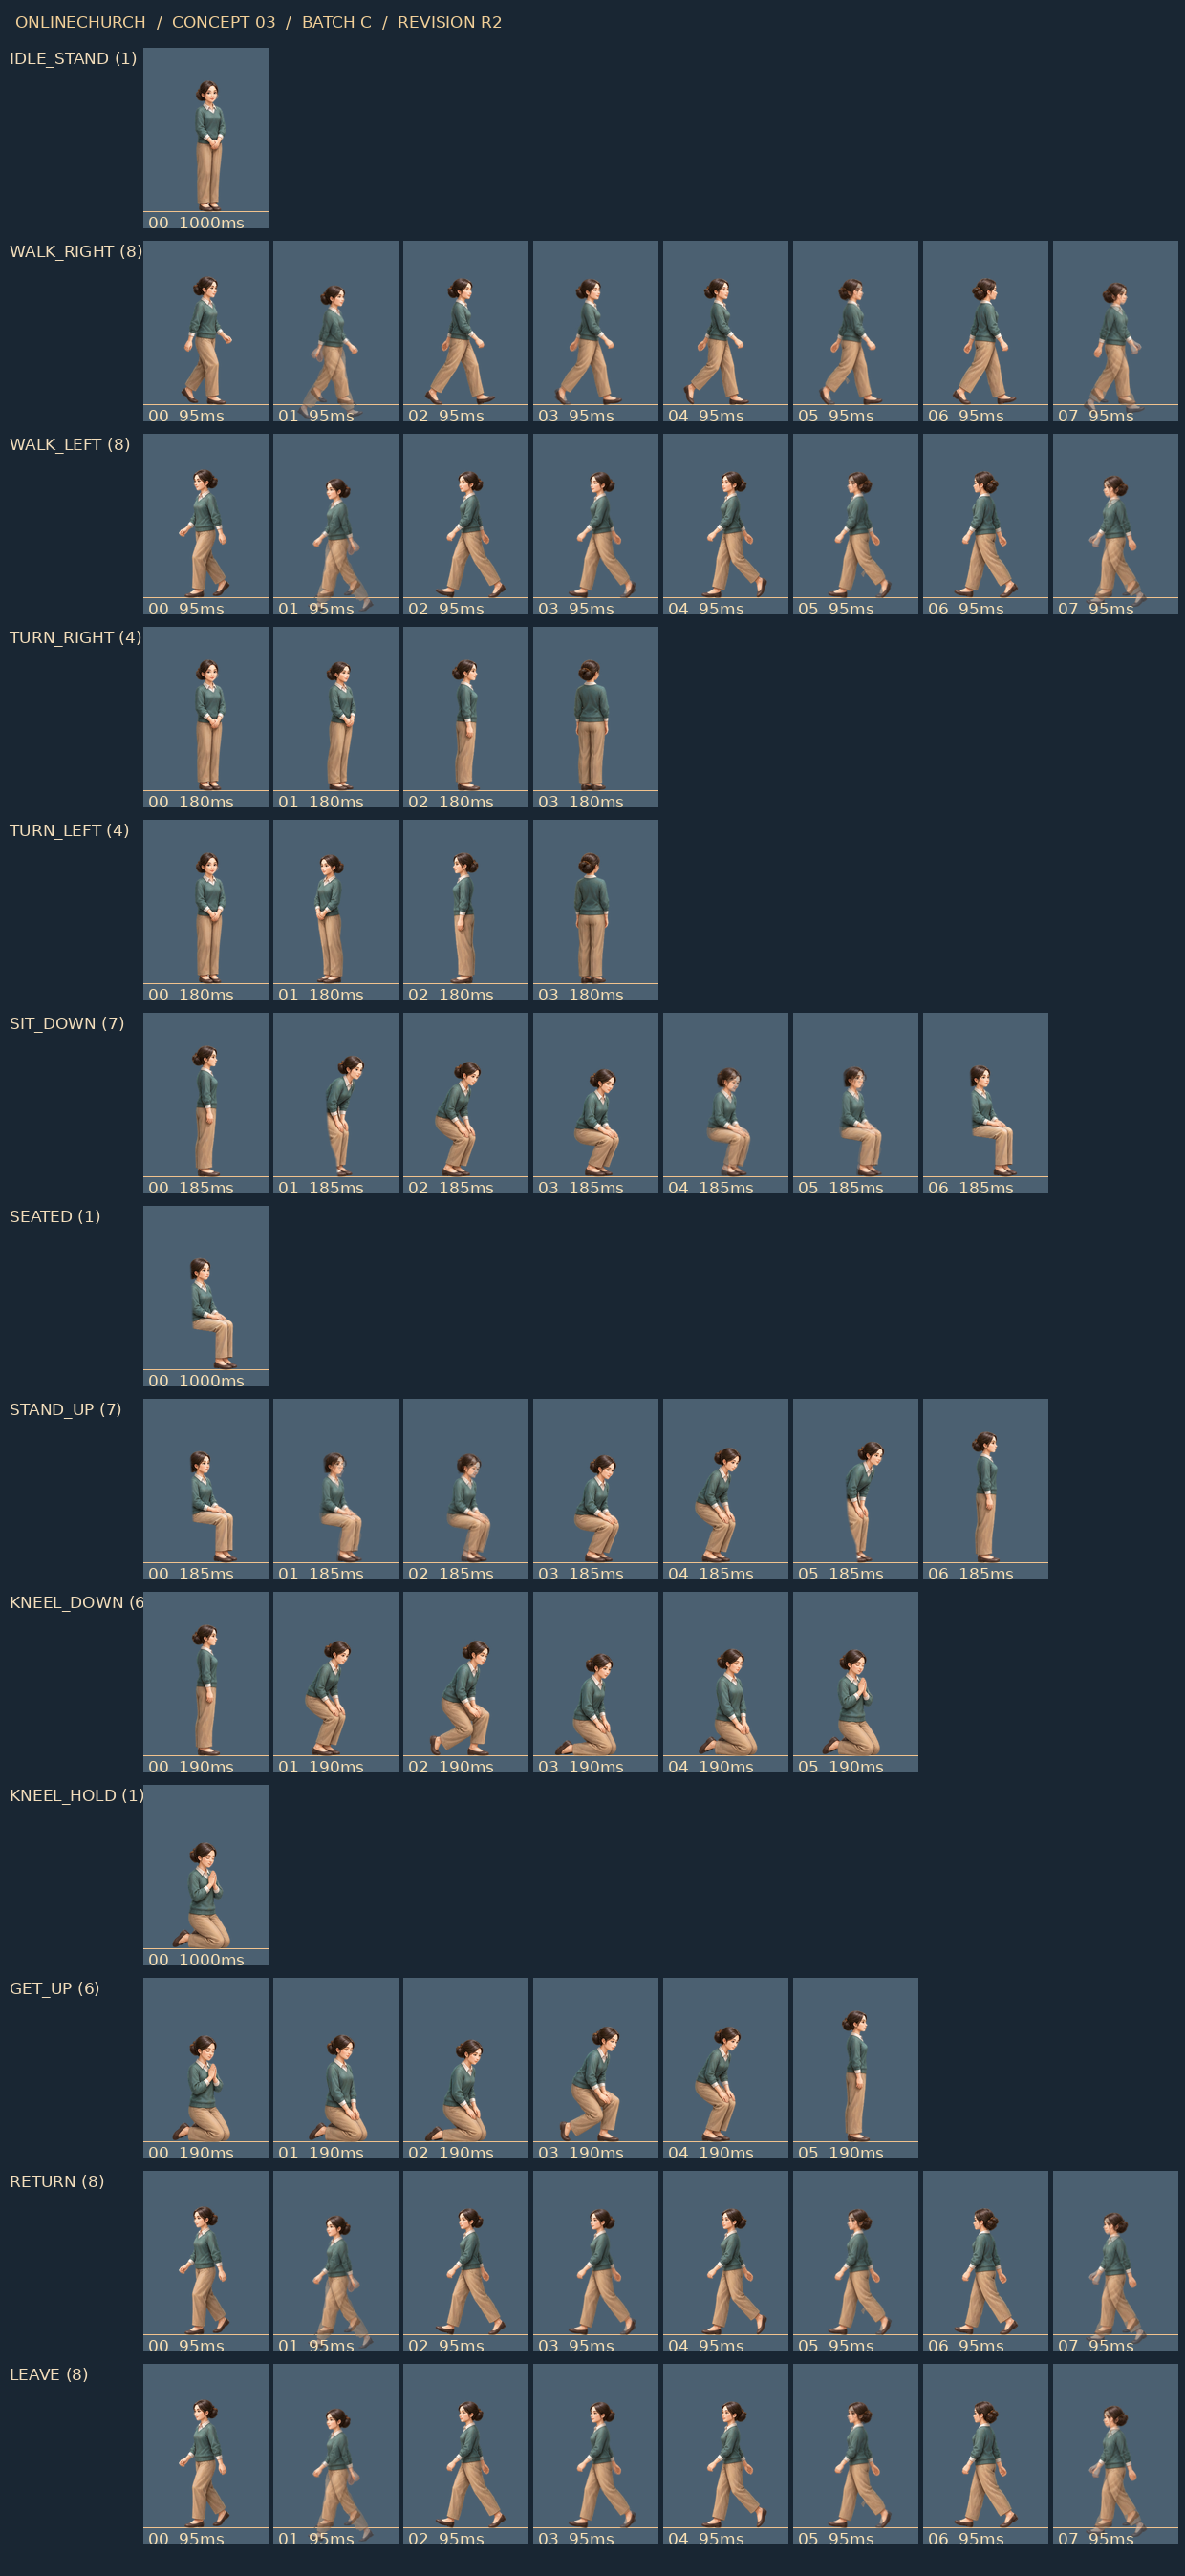 ONLINECHURCH / CONCEPT 03 / BATCH C / REVISION R2
IDLE_STAND (1)
00 1000ms
WALK_RIGHT (8)
00 95ms 01 95ms 02 95ms 03 95ms 04 95ms 05 95ms 06 95ms 07 95ms
WALK_LEFT (8)
00 95ms 01 95ms 02 95ms 03 95ms 04 95ms 05 95ms 06 95ms 07 95ms
TURN_RIGHT (4)
00 180ms 01 180ms 02 180ms 03 180ms
TURN_LEFT (4)
00 180ms 01 180ms 02 180ms 03 180ms
SIT_DOWN (7)
00 185ms 01 185ms 02 185ms 03 185ms 04 185ms 05 185ms 06 185ms
SEATED (1)
00 1000ms
STAND_UP (7)
00 185ms 01 185ms 02 185ms 03 185ms 04 185ms 05 185ms 06 185ms
KNEEL_DOWN (6
00 190ms 01 190ms 02 190ms 03 190ms 04 190ms 05 190ms
KNEEL_HOLD (1)
00 1000ms
GET_UP (6)
00 190ms 01 190ms 02 190ms 03 190ms 04 190ms 05 190ms
RETURN (8)
00 95ms 01 95ms 02 95ms 03 95ms 04 95ms 05 95ms 06 95ms 07 95ms
LEAVE (8)
00 95ms 01 95ms 02 95ms 03 95ms 04 95ms 05 95ms 06 95ms 07 95ms